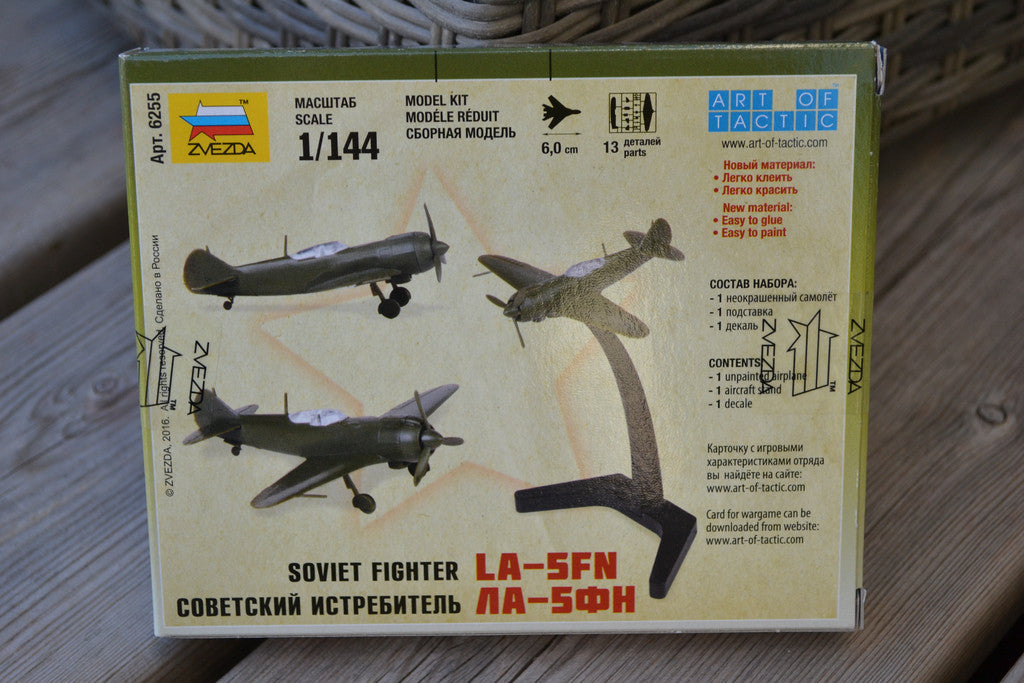 Арт. 6255
™
ZVEZDA
МАСШТАБ
SCALE
1/144
MODEL KIT
MODÉLE RÉDUIT
СБОРНАЯ МОДЕЛЬ
6,0 cm
13 деталей
parts
ART OF
TACTIC
™
www.art-of-tactic.com
Новый материал:
• Легко клеить
• Легко красить
New material:
• Easy to glue
• Easy to paint
СОСТАВ НАБОРА:
- 1 неокрашенный самолёт
- 1 подставка
- 1 декаль
CONTENTS
- 1 unpainted airplane
- 1 aircraft stand
- 1 decale
ZVEZDA
™
ZVEZDA
ZVEZDA
™
© ZVEZDA, 2016. All rights reserved. Сделано в России
Карточку с игровыми
характеристиками отряда
вы найдёте на сайте:
www.art-of-tactic.com
Card for wargame can be
downloaded from website:
www.art-of-tactic.com
SOVIET FIGHTER LA-5FN
СОВЕТСКИЙ ИСТРЕБИТЕЛЬ ЛА-5ФН